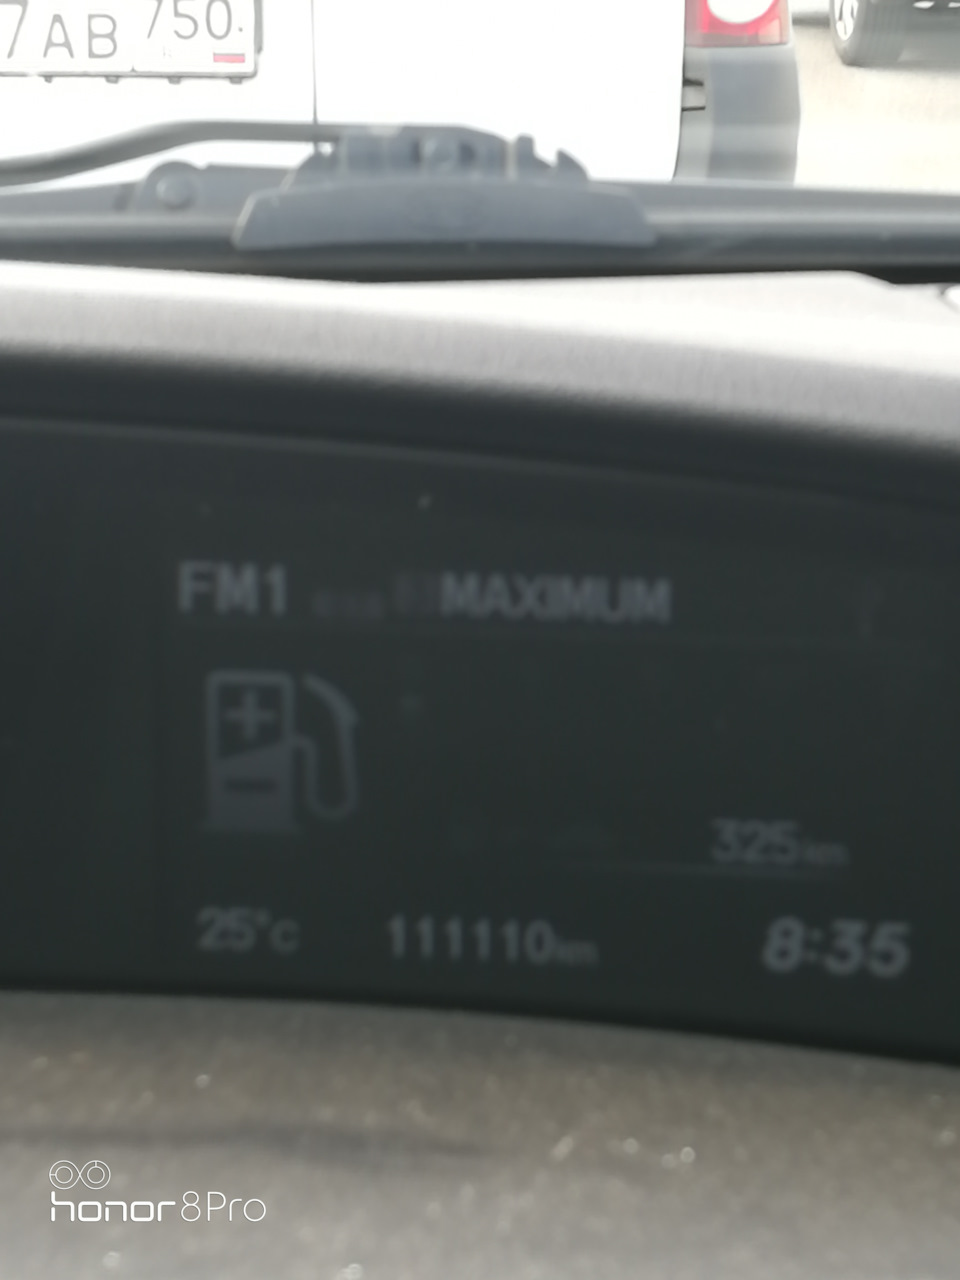 7АВ 750
FM1 MAXIMUM
325km
25°C 111110km 8:35
honor 8Pro